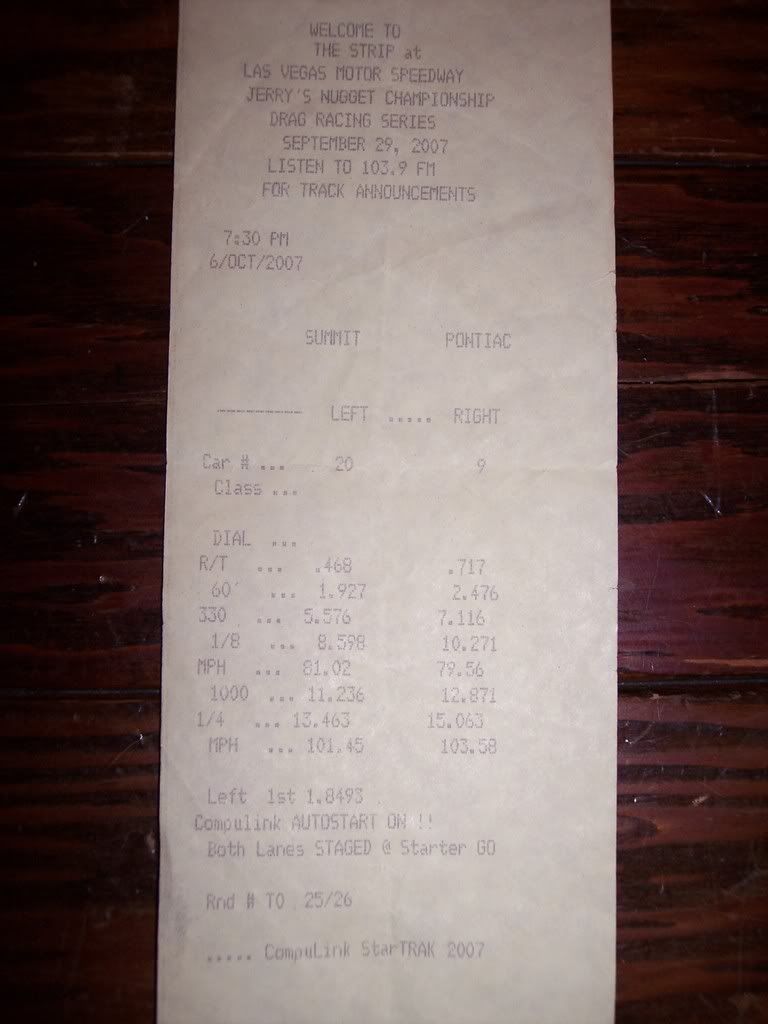 WELCOME TO
THE STRIP at
LAS VEGAS MOTOR SPEEDWAY
JERRY'S NUGGET CHAMPIONSHIP
DRAG RACING SERIES
SEPTEMBER 29, 2007
LISTEN TO 103.9 FM
FOR TRACK ANNOUNCEMENTS
7:30 PM
6/OCT/2007
SUMMIT PONTIAC
---------- LEFT ..... RIGHT
Car # ... 20 9
Class ...
DIAL ...
R/T ... .468 .717
60' ... 1.927 2.476
330 ... 5.576 7.116
1/8 ... 8.598 10.271
MPH ... 81.02 79.56
1000 ... 11.236 12.871
1/4 ... 13.463 15.063
MPH ... 101.45 103.58
Left 1st 1.8493
Compulink AUTOSTART ON !!
Both Lanes STAGED @ Starter GO
Rnd # TO 25/26
..... CompuLink StarTRAK 2007